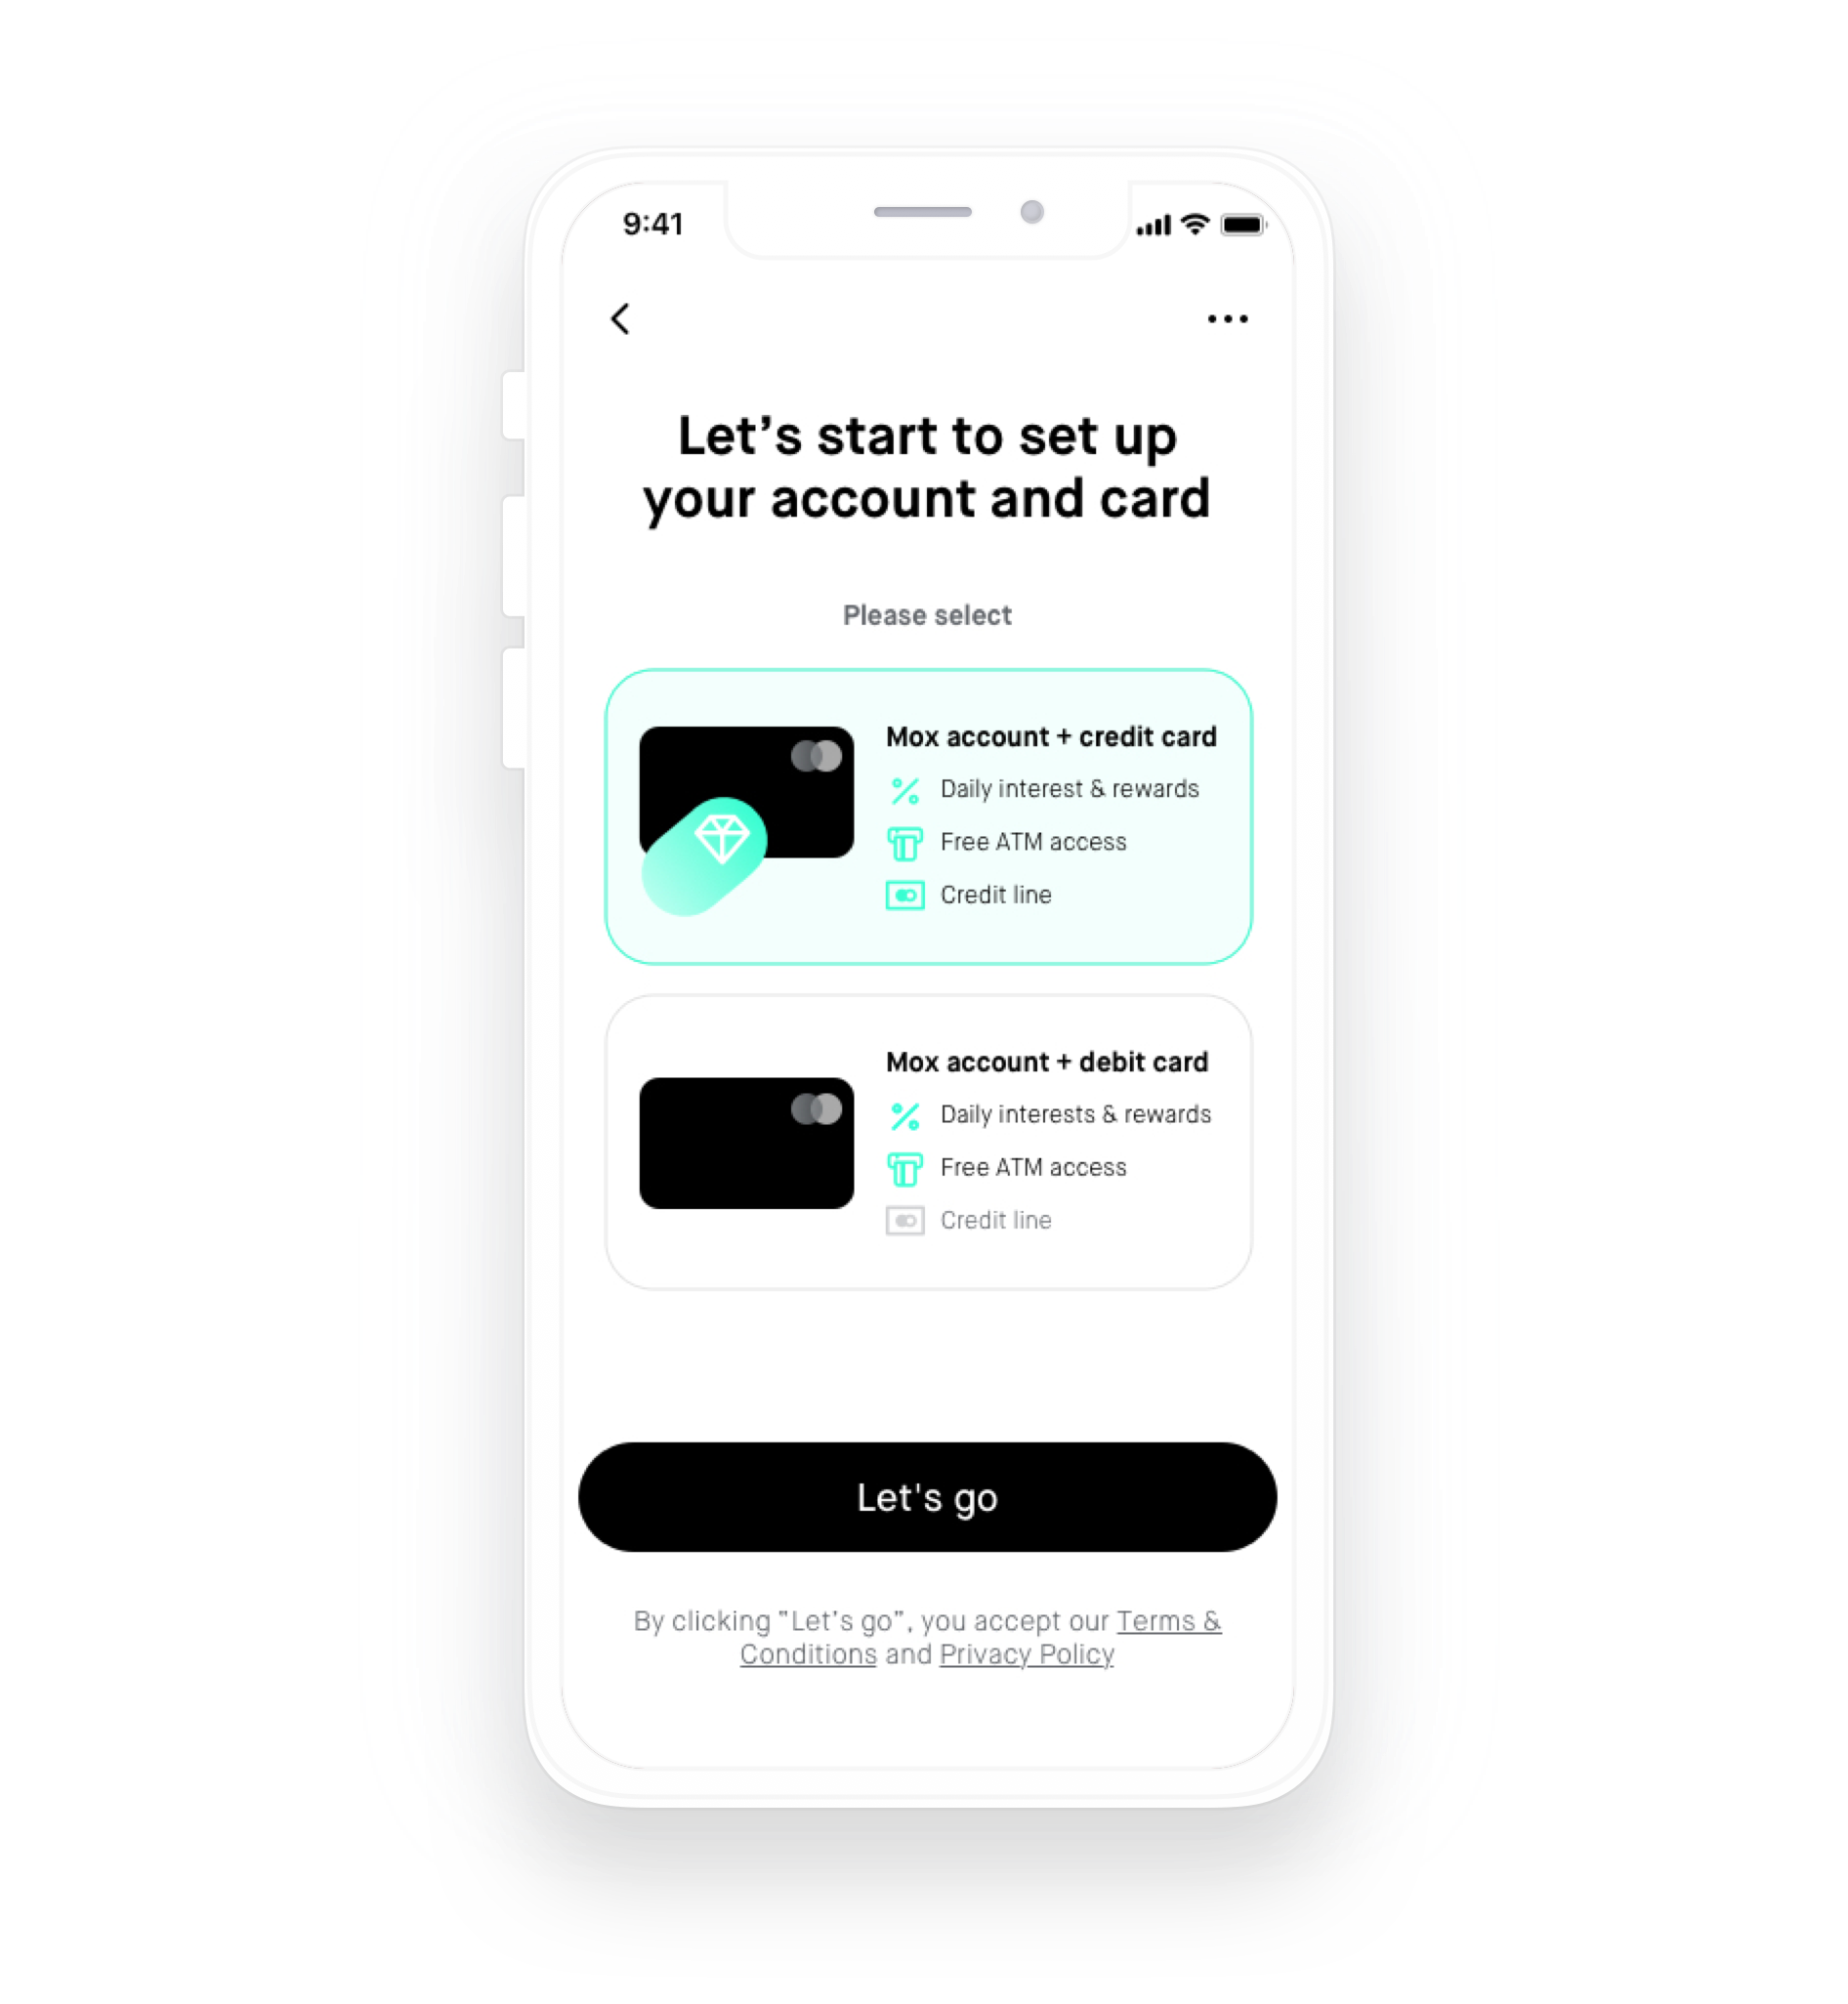 9:41
Let’s start to set up
your account and card
Please select
Mox account + credit card
Daily interest & rewards
Free ATM access
Credit line
Mox account + debit card
Daily interests & rewards
Free ATM access
Credit line
Let's go
By clicking “Let’s go”, you accept our Terms &
Conditions and Privacy Policy